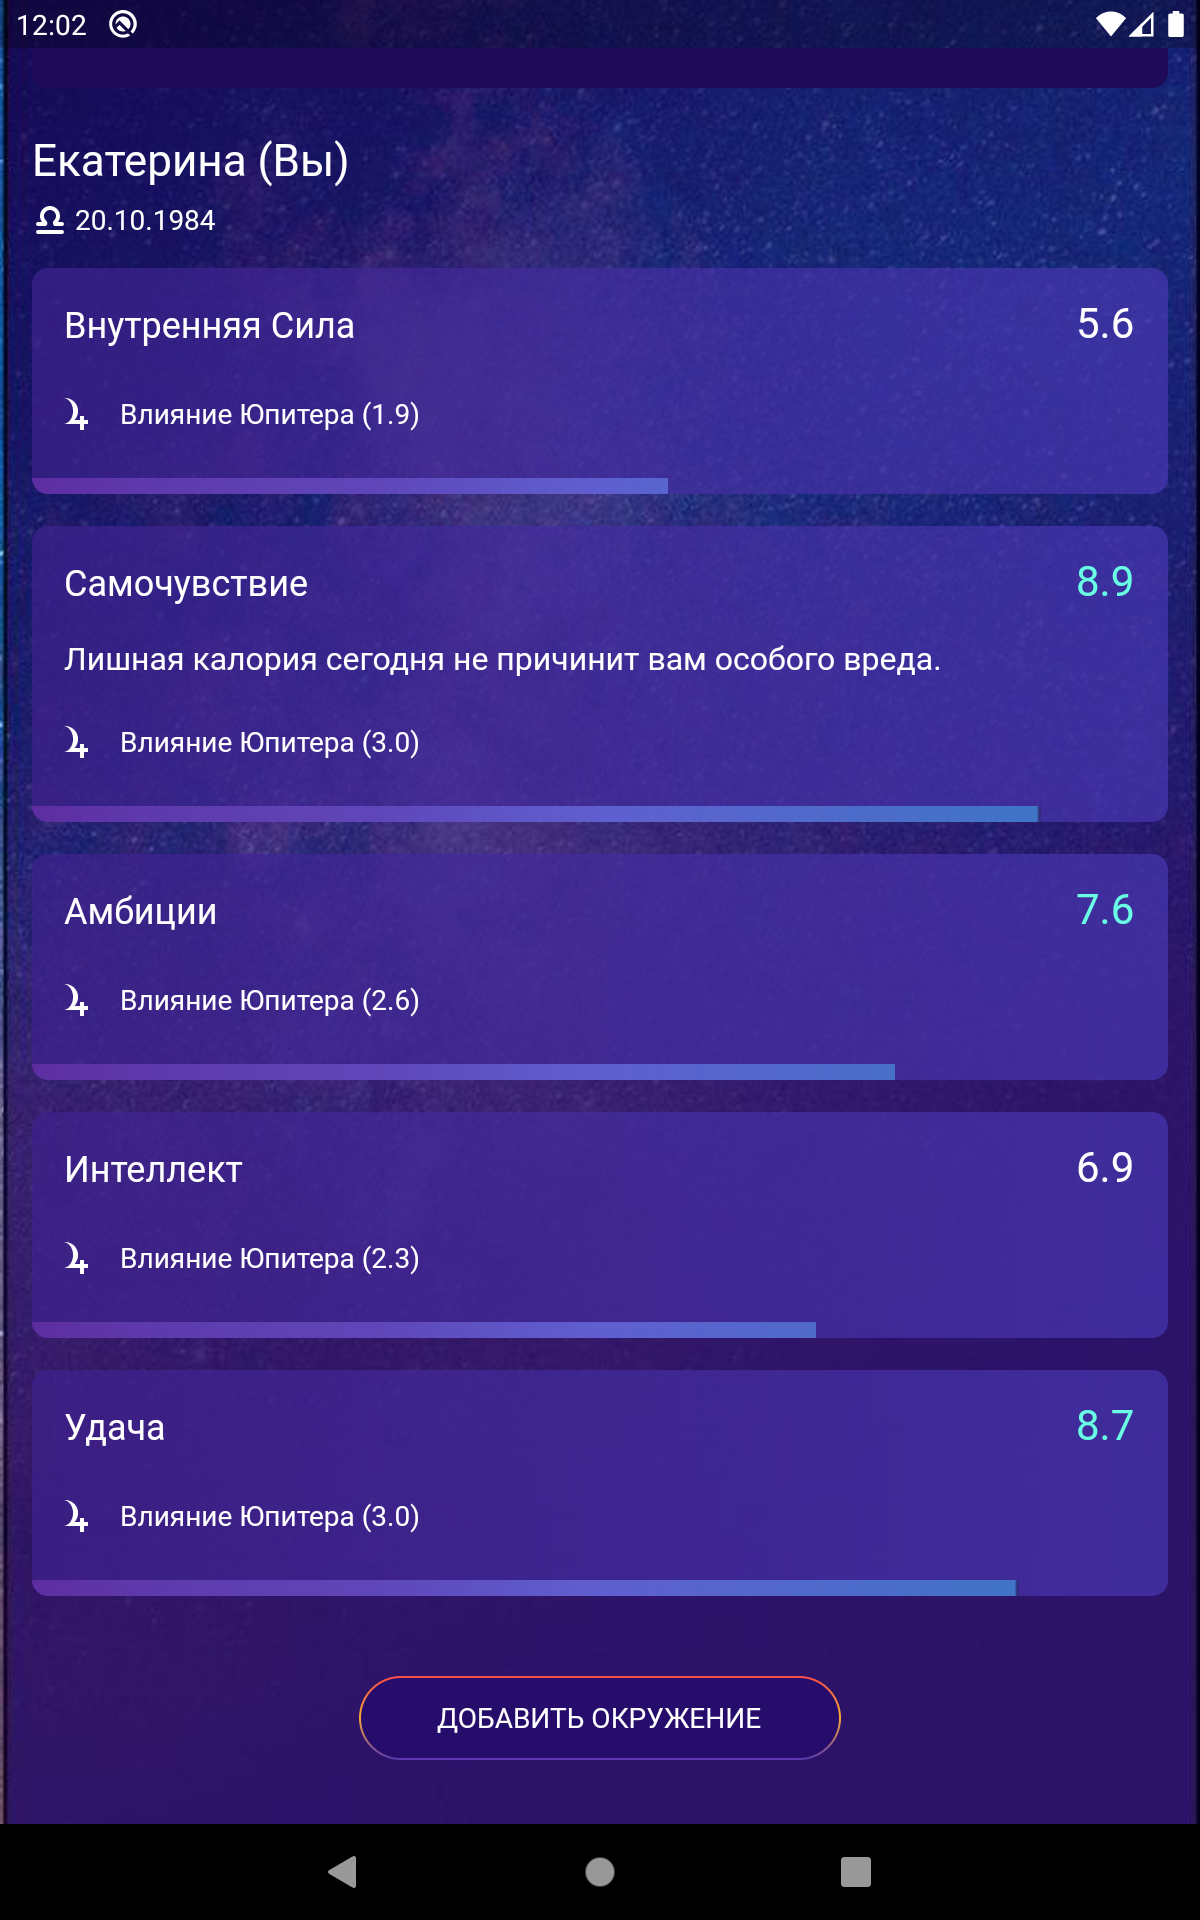 12:02
Екатерина (Вы)
20.10.1984
Внутренняя Сила 5.6
Влияние Юпитера (1.9)
Самочувствие 8.9
Лишная калория сегодня не причинит вам особого вреда.
Влияние Юпитера (3.0)
Амбиции 7.6
Влияние Юпитера (2.6)
Интеллект 6.9
Влияние Юпитера (2.3)
Удача 8.7
Влияние Юпитера (3.0)
ДОБАВИТЬ ОКРУЖЕНИЕ